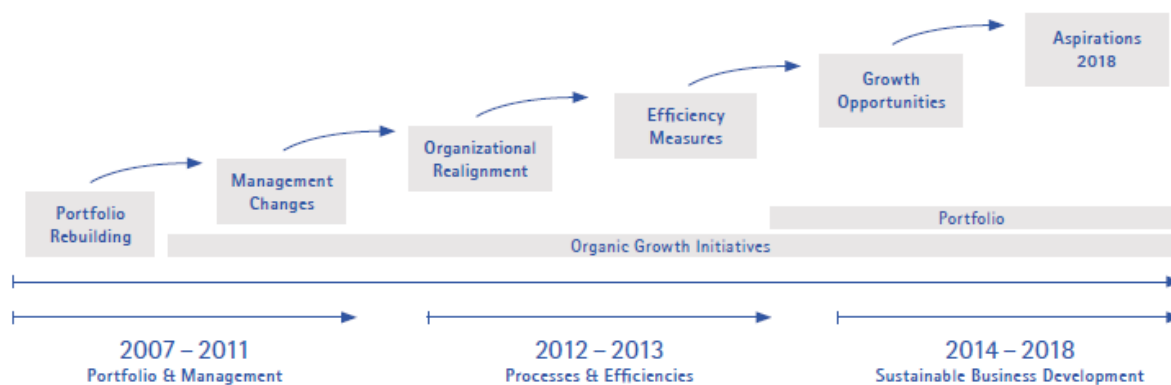 Portfolio
Rebuilding
Management
Changes
Organizational
Realignment
Efficiency
Measures
Growth
Opportunities
Aspirations
2018
Portfolio
Organic Growth Initiatives
2007 – 2011
Portfolio & Management
2012 – 2013
Processes & Efficiencies
2014 – 2018
Sustainable Business Development